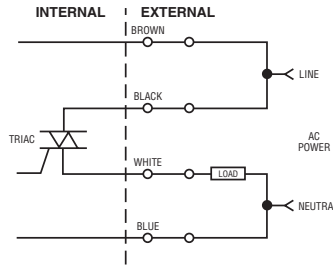 INTERNAL EXTERNAL
BROWN
LINE
BLACK
TRIAC
AC
POWER
WHITE
LOAD
NEUTRA
BLUE